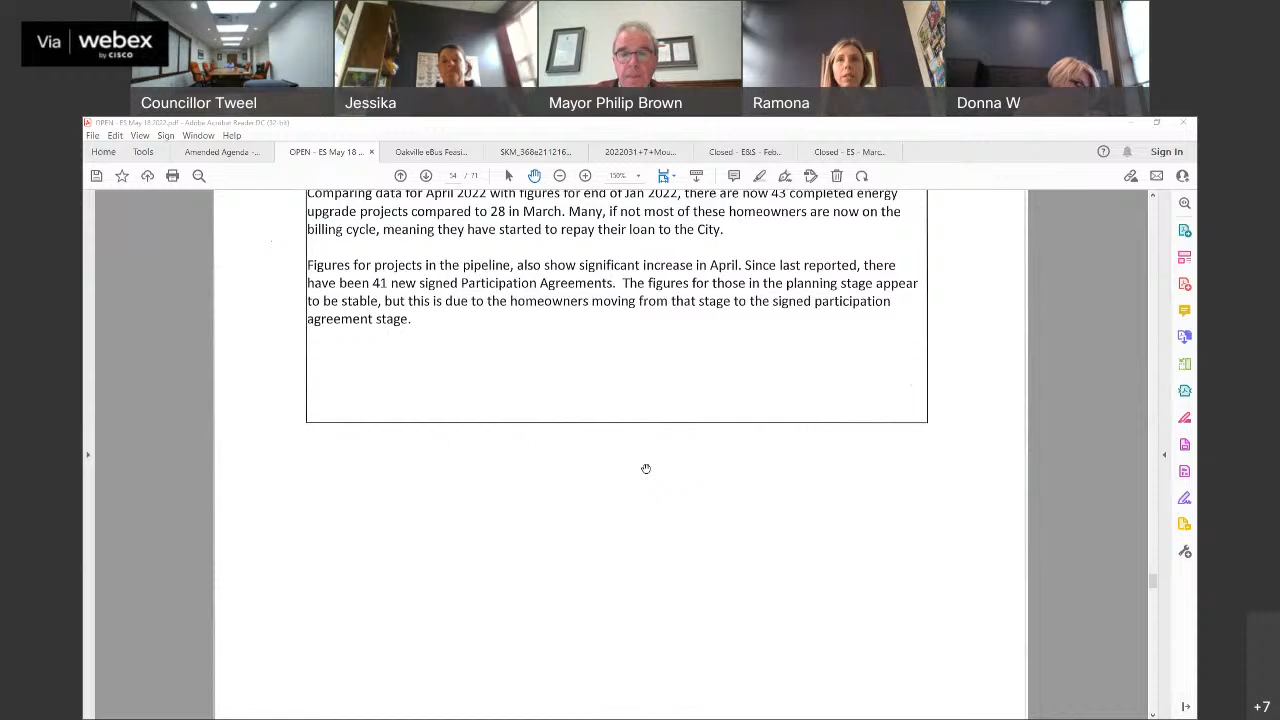 Via webex
by CISCO
Councillor Tweel
Jessika
Mayor Philip Brown
Ramona
Donna W
OPEN - ES May 18 2022.pdf - Adobe Acrobat Reader DC (32-bit)
File Edit View Sign Window Help
Home Tools Amended Agenda -... OPEN - ES May 18 ... × Oakville eBus Feasi... SKM_368e211216... 2022031+7+Mou... Closed - E&S - Feb... Closed - ES - Marc... Sign In
54 / 71 150%
Comparing data for April 2022 with figures for end of Jan 2022, there are now 43 completed energy
upgrade projects compared to 28 in March. Many, if not most of these homeowners are now on the
billing cycle, meaning they have started to repay their loan to the City.
Figures for projects in the pipeline, also show significant increase in April. Since last reported, there
have been 41 new signed Participation Agreements. The figures for those in the planning stage appear
to be stable, but this is due to the homeowners moving from that stage to the signed participation
agreement stage.
+7